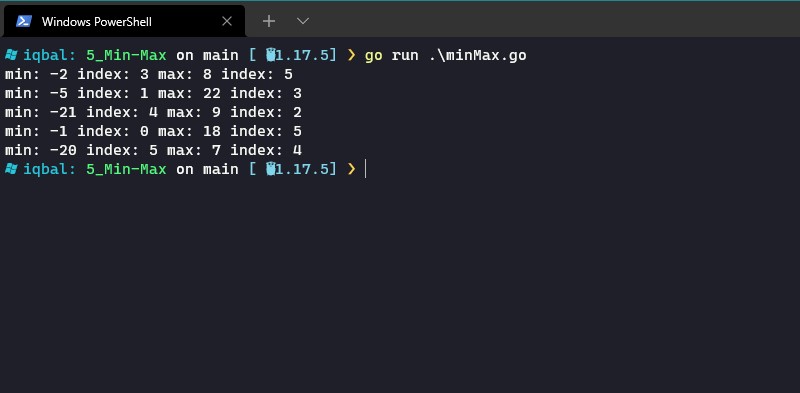 Windows PowerShell
iqbal: 5_Min-Max on main [ 1.17.5] ❯ go run .\minMax.go
min: -2 index: 3 max: 8 index: 5
min: -5 index: 1 max: 22 index: 3
min: -21 index: 4 max: 9 index: 2
min: -1 index: 0 max: 18 index: 5
min: -20 index: 5 max: 7 index: 4
iqbal: 5_Min-Max on main [ 1.17.5] ❯